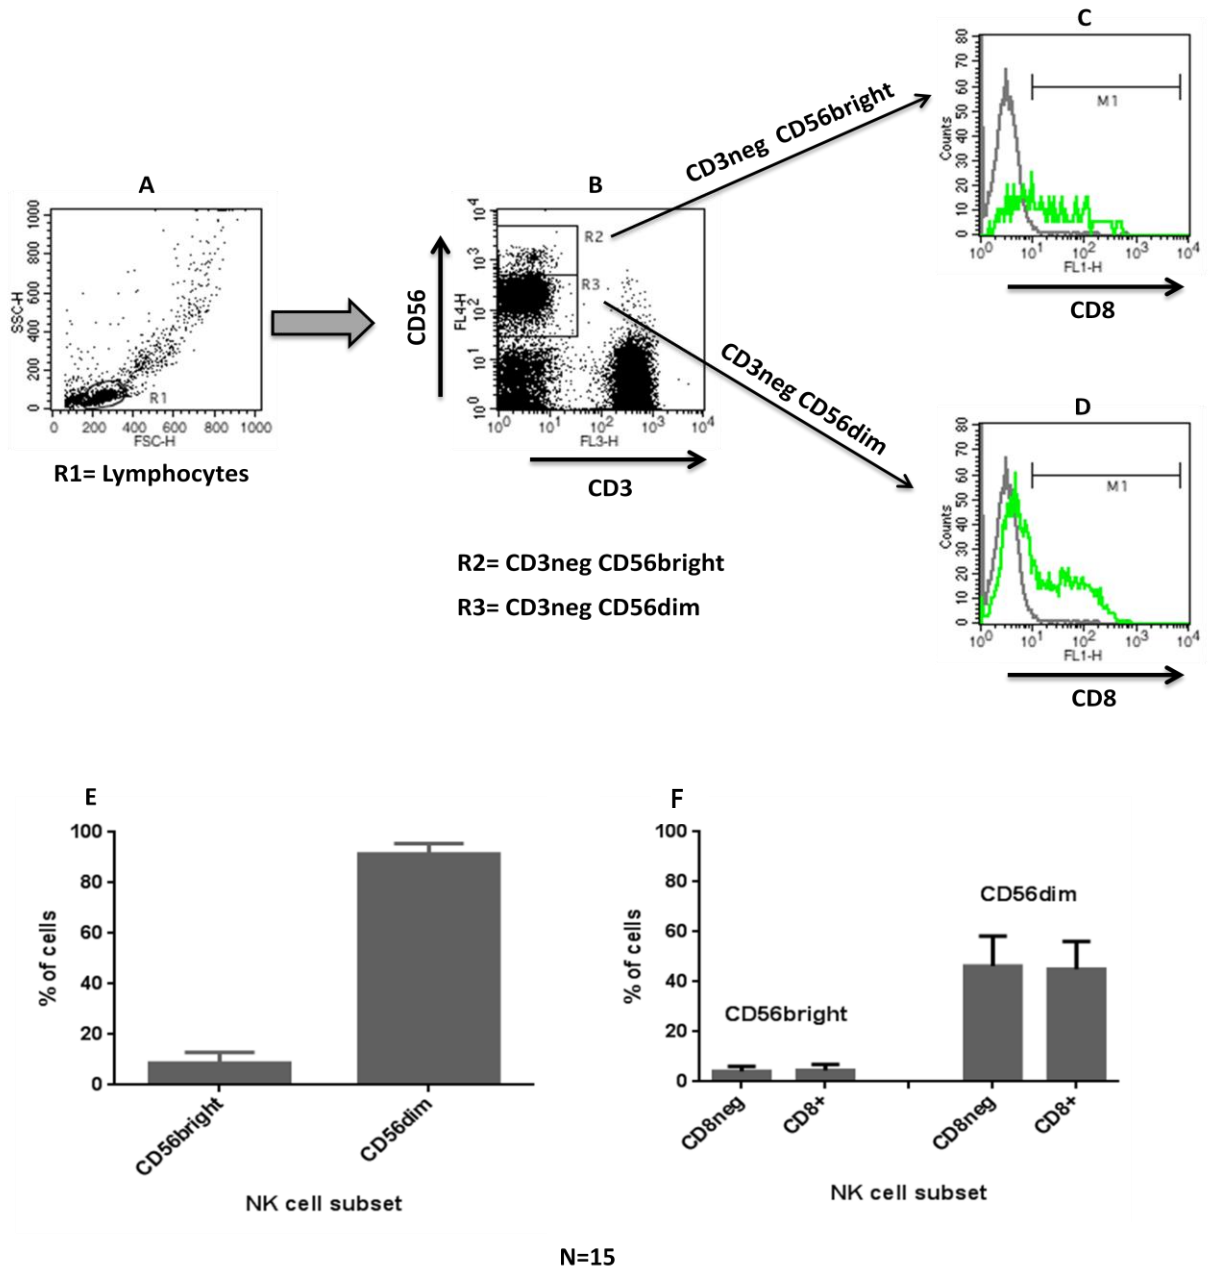 A
1000
800
600
400
200
0
SSC-H
R1
0 200 400 600 800 1000
FSC-H
R1= Lymphocytes
B
10^4
10^3
10^2
10^1
10^0
CD56
FL4-H
R2
R3
10^0 10^1 10^2 10^3 10^4
FL3-H
CD3
R2= CD3neg CD56bright
R3= CD3neg CD56dim
CD3neg CD56bright
CD3neg CD56dim
C
80
70
60
50
40
30
20
10
0
Counts
M1
10^0 10^1 10^2 10^3 10^4
FL1-H
CD8
D
80
70
60
50
40
30
20
10
0
Counts
M1
10^0 10^1 10^2 10^3 10^4
FL1-H
CD8
E
100
80
60
40
20
0
% of cells
CD56bright
CD56dim
NK cell subset
F
100
80
60
40
20
0
% of cells
CD56bright
CD56dim
CD8neg
CD8+
CD8neg
CD8+
NK cell subset
N=15